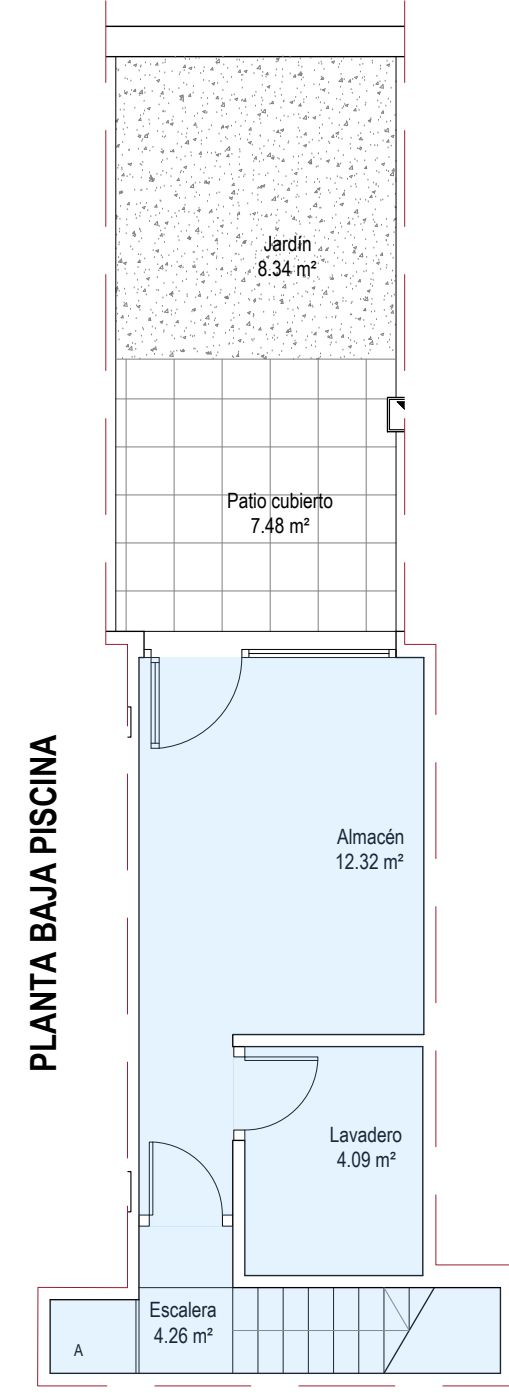 Jardín
8.34 m²
Patio cubierto
7.48 m²
PLANTA BAJA PISCINA
Almacén
12.32 m²
Lavadero
4.09 m²
Escalera
4.26 m²
A